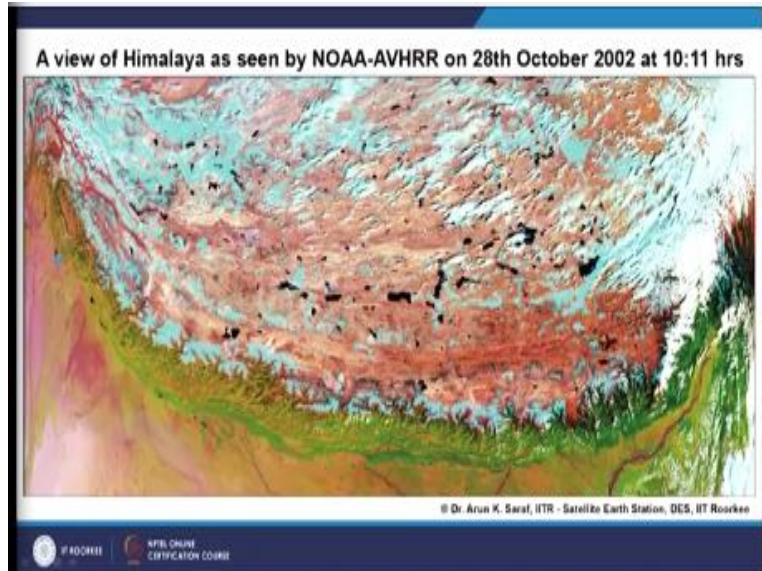 A view of Himalaya as seen by NOAA-AVHRR on 28th October 2002 at 10:11 hrs
© Dr. Arun K. Saraf, IITR - Satellite Earth Station, DES, IIT Roorkee
IIT ROORKEE
NPTEL ONLINE
CERTIFICATION COURSE